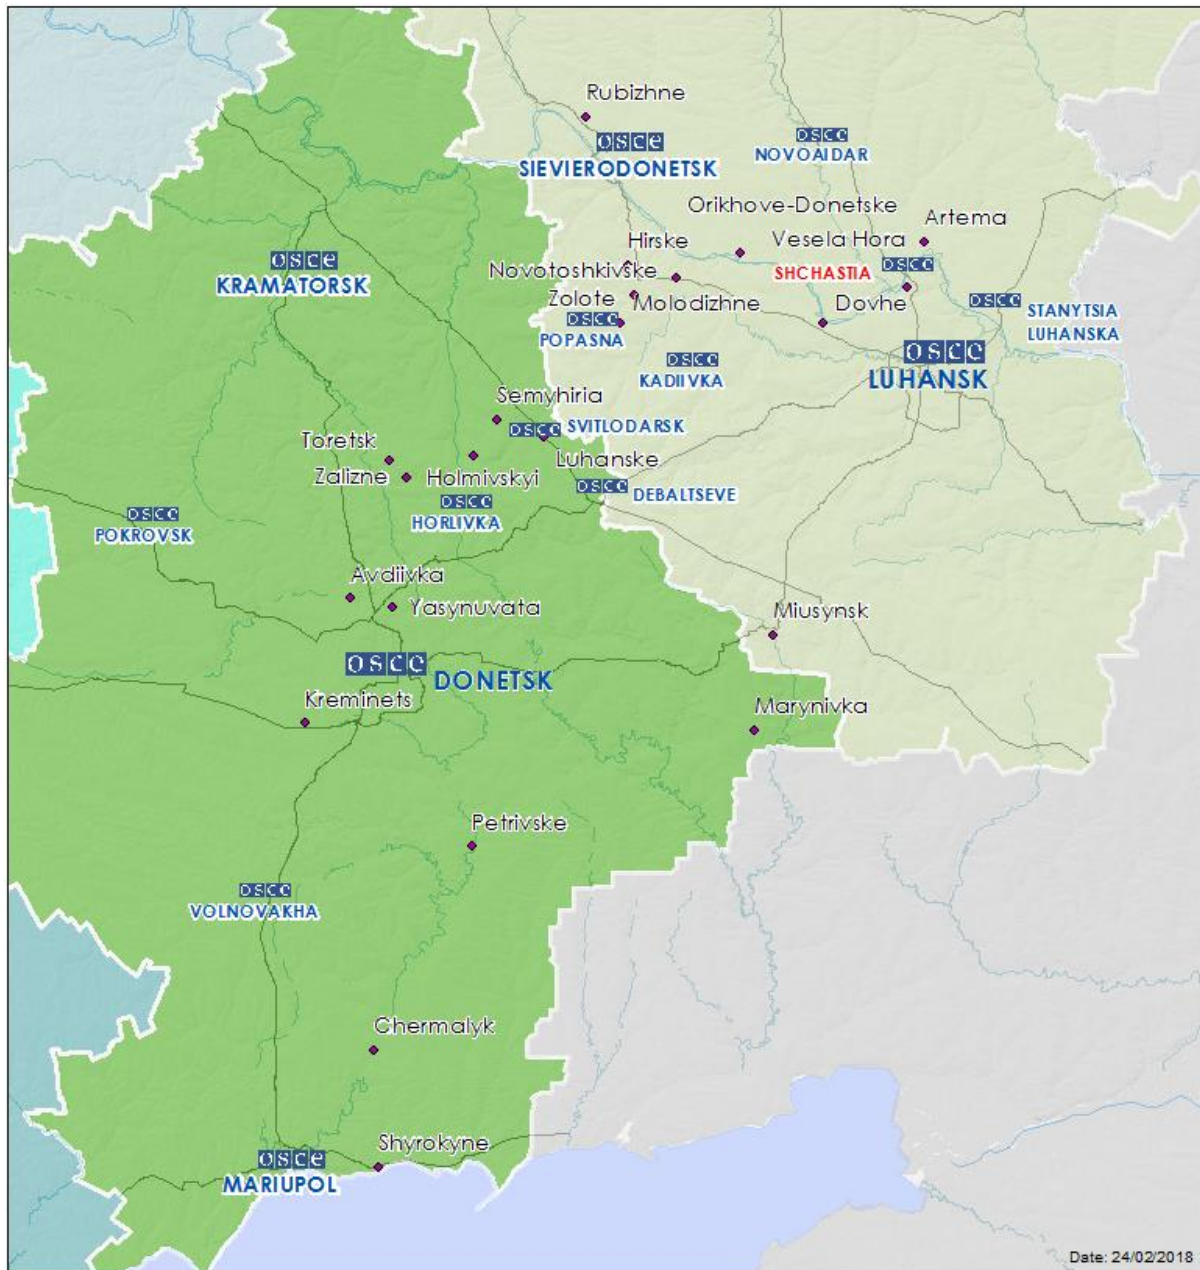 Rubizhne
osce
SIEVIERODONETSK
osce
NOVOAIDAR
Orikhove-Donetske
Artema
Hirske
Vesela Hora
osce
KRAMATORSK
Novotoshkivske
SHCHASTIA
osce
Zolote
Molodizhne
Dovhe
osce
STANYTSIA
LUHANSKA
osce
POPASNA
osce
KADIIVKA
osce
LUHANSK
Semyhiria
osce
SVITLODARSK
Toretsk
Luhanske
Zalizne
Holmivskyi
osce
DEBALTSEVE
osce
HORLIVKA
osce
POKROVSK
Avdiivka
Yasynuvata
Miusynsk
osce
DONETSK
Kreminets
Marynivka
Petrivske
osce
VOLNOVAKHA
Chermalyk
Shyrokyne
osce
MARIUPOL
Date: 24/02/2018